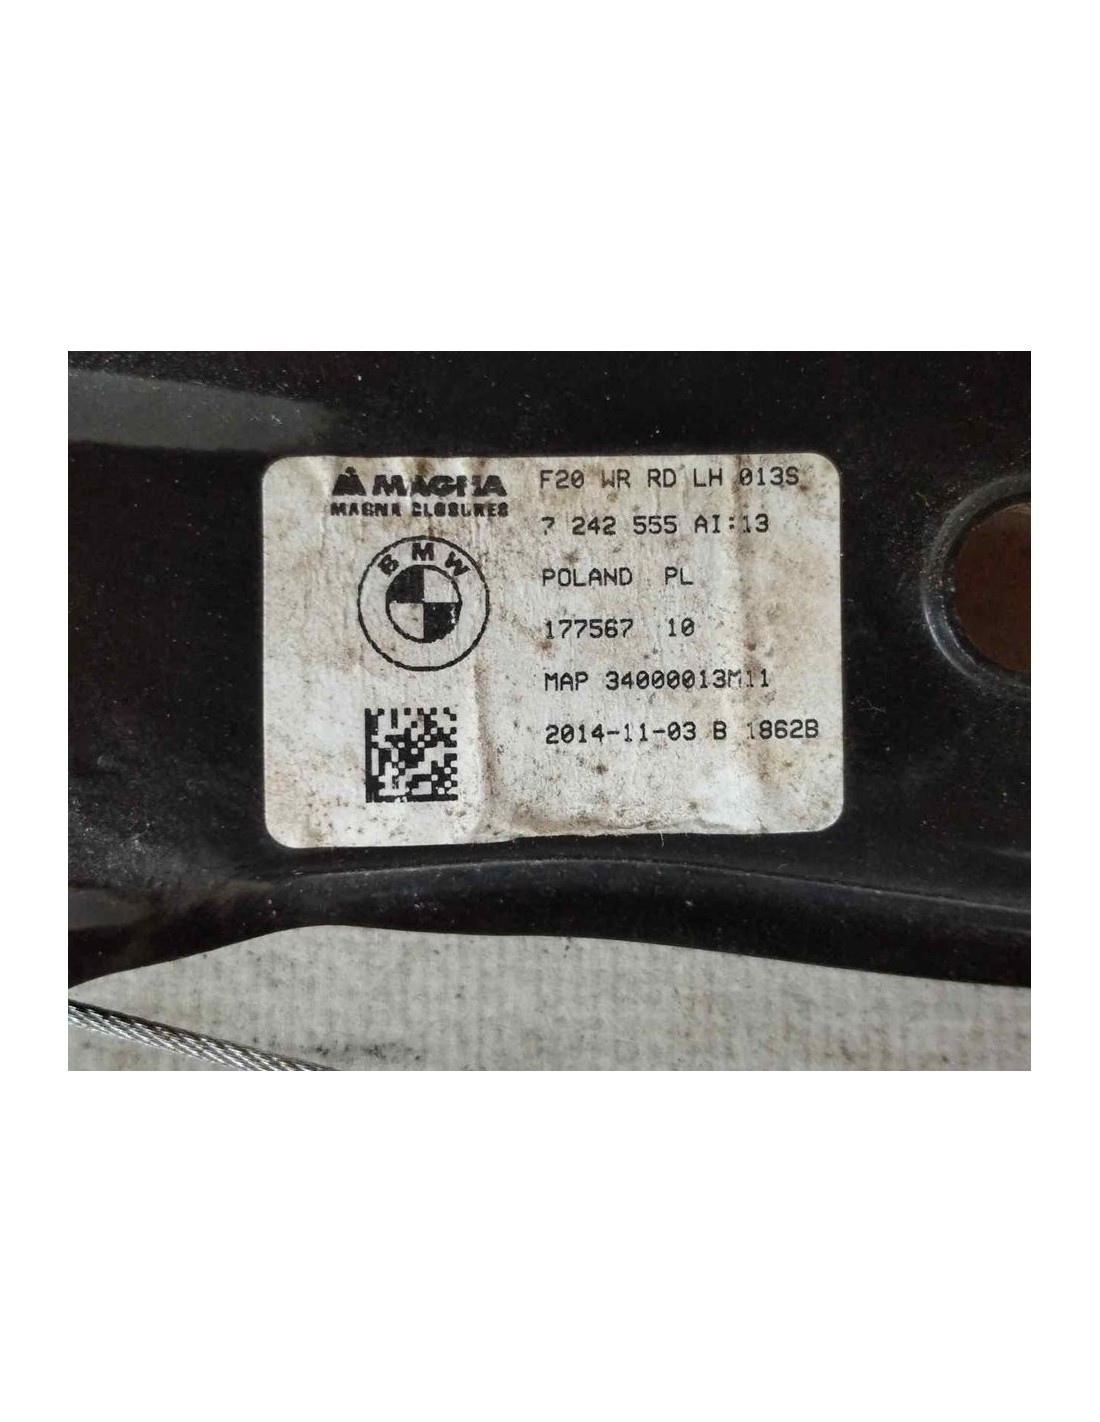 MAGNA
MAGNA CLOSURES
BMW
F20 WR RD LH 013S
7 242 555 AI:13
POLAND PL
177567 10
MAP 34000013M11
2014-11-03 B 1862B